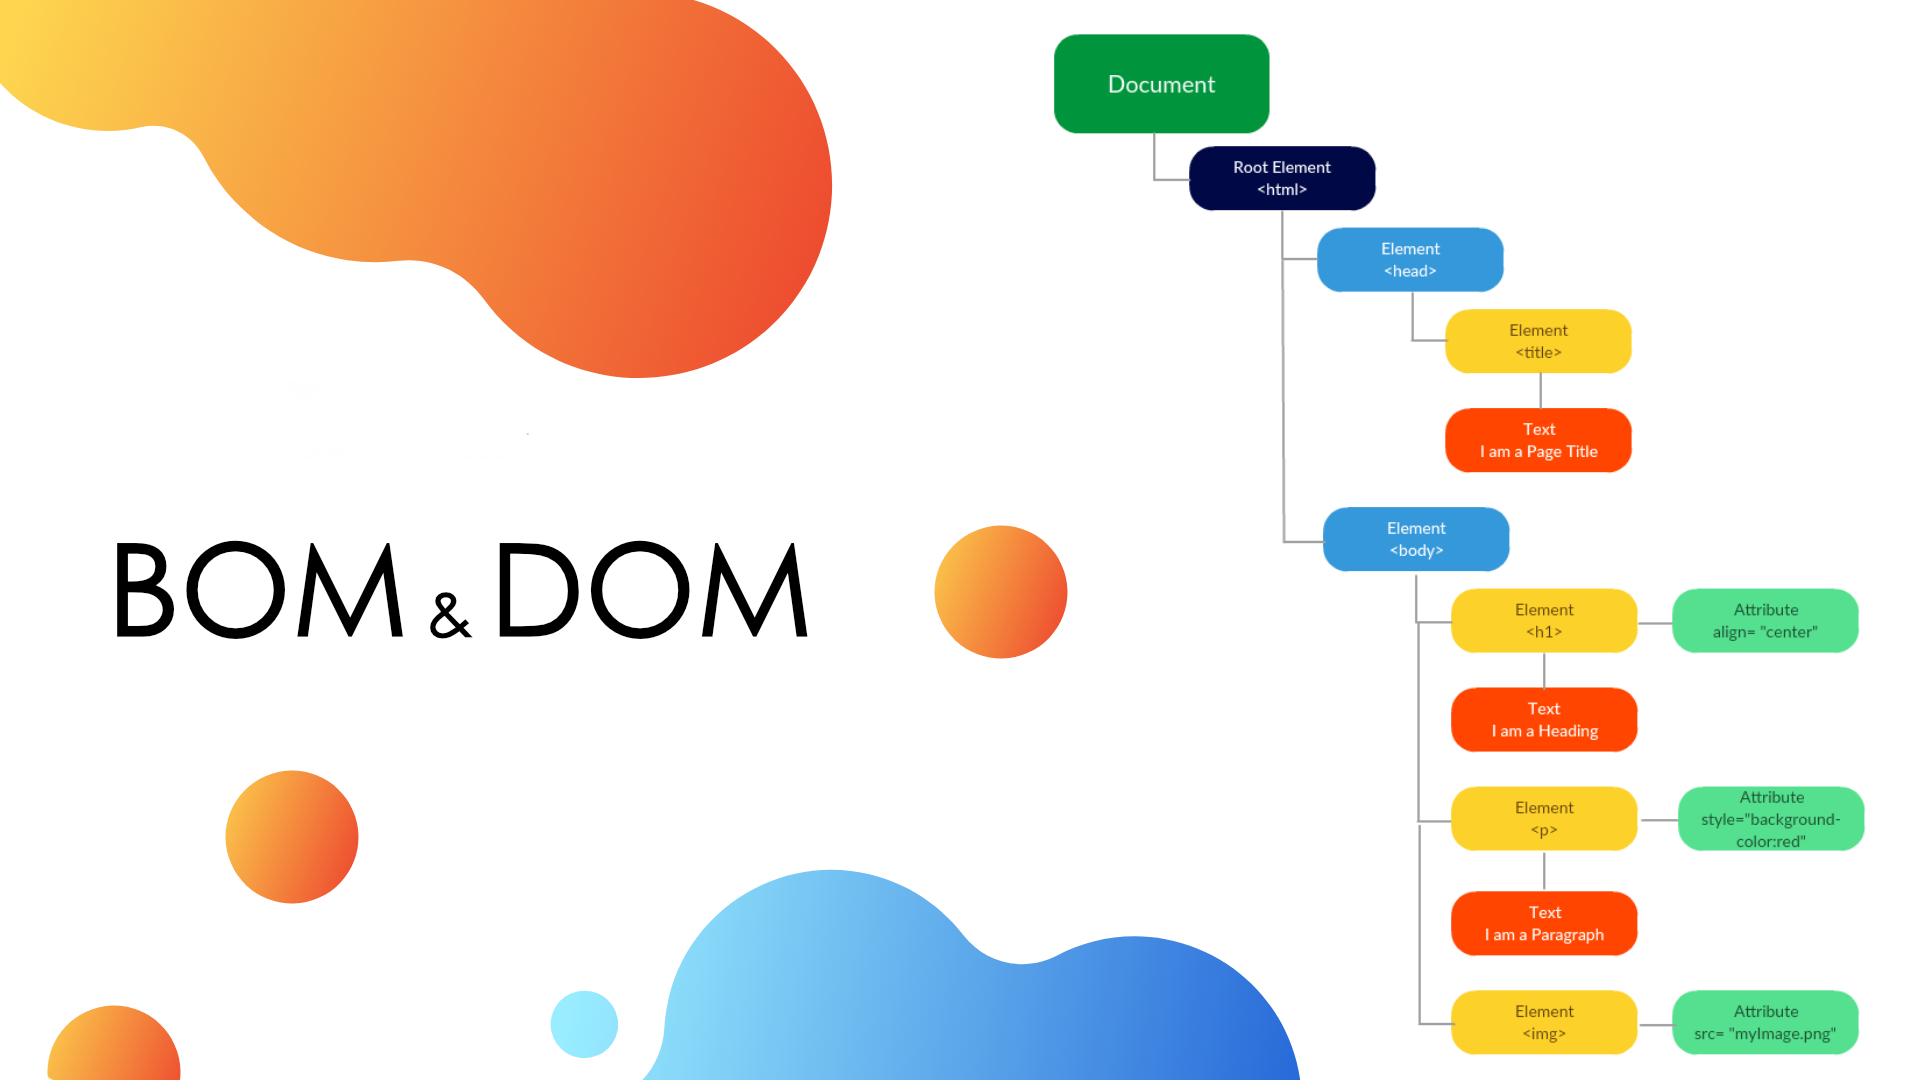 BOM & DOM
Document
Root Element
<html>
Element
<head>
Element
<title>
Text
I am a Page Title
Element
<body>
Element
<h1>
Attribute
align= "center"
Text
I am a Heading
Element
<p>
Attribute
style="background-
color:red"
Text
I am a Paragraph
Element
<img>
Attribute
src= "myImage.png"